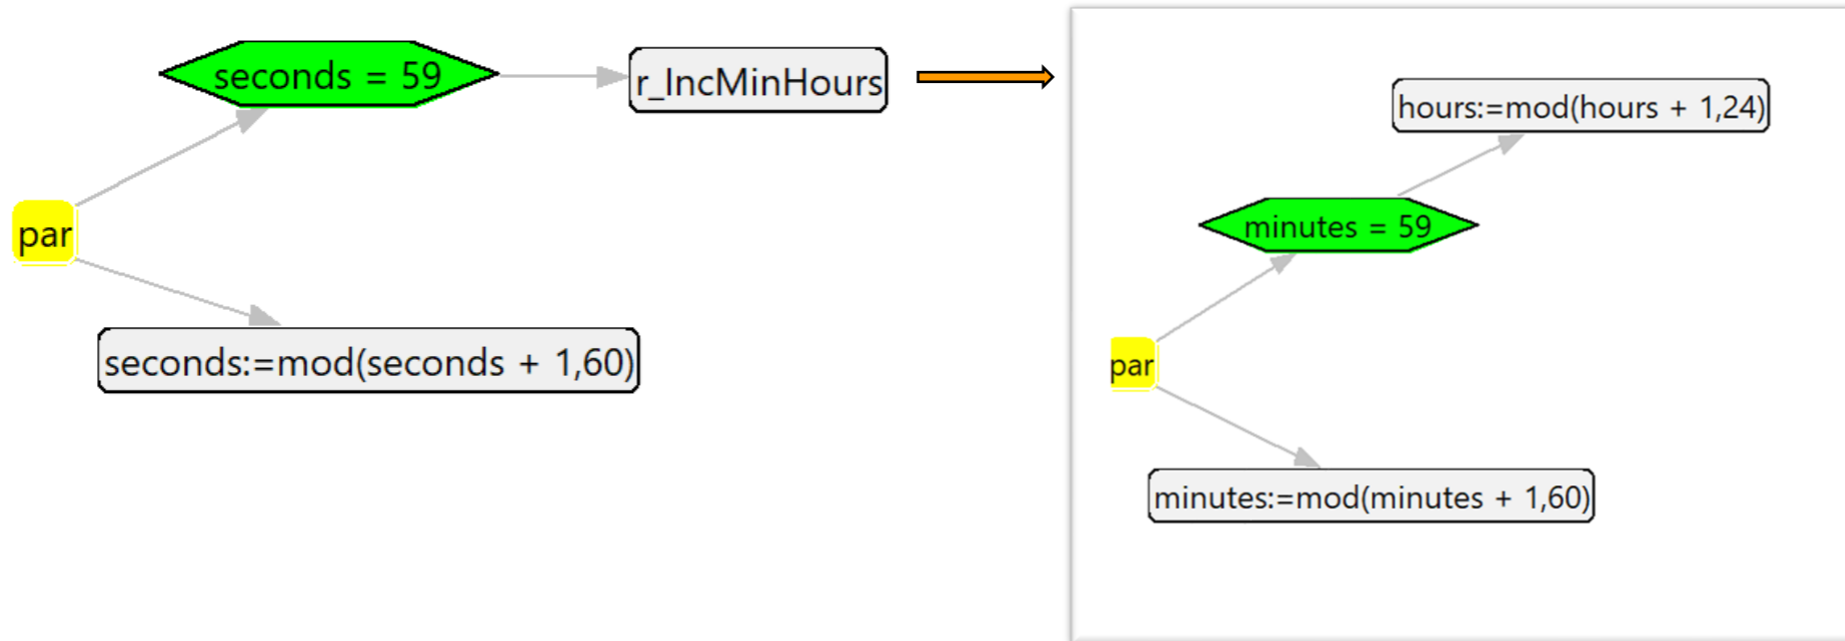 seconds = 59
r_IncMinHours
par
seconds:=mod(seconds + 1,60)
hours:=mod(hours + 1,24)
minutes = 59
par
minutes:=mod(minutes + 1,60)